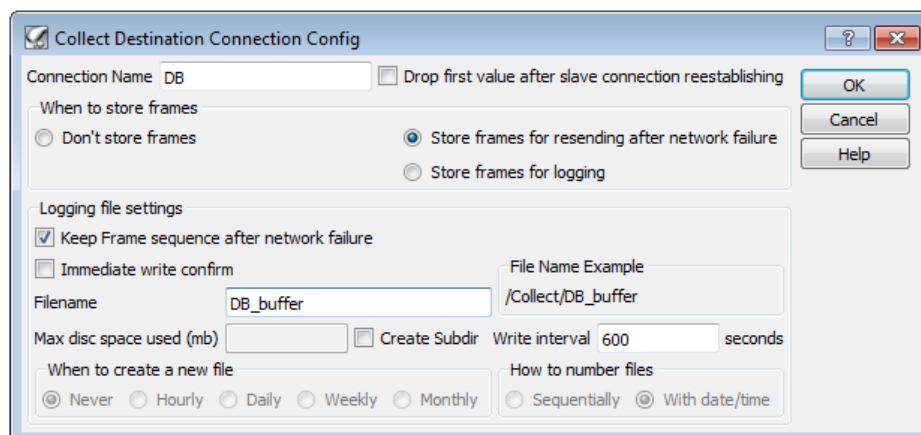 Collect Destination Connection Config
Connection Name DB Drop first value after slave connection reestablishing
OK
When to store frames
Cancel
Don't store frames Store frames for resending after network failure
Help
Store frames for logging
Logging file settings
Keep Frame sequence after network failure
Immediate write confirm
File Name Example
Filename DB_buffer /Collect/DB_buffer
Max disc space used (mb) Create Subdir Write interval 600 seconds
When to create a new file How to number files
Never Hourly Daily Weekly Monthly Sequentially With date/time